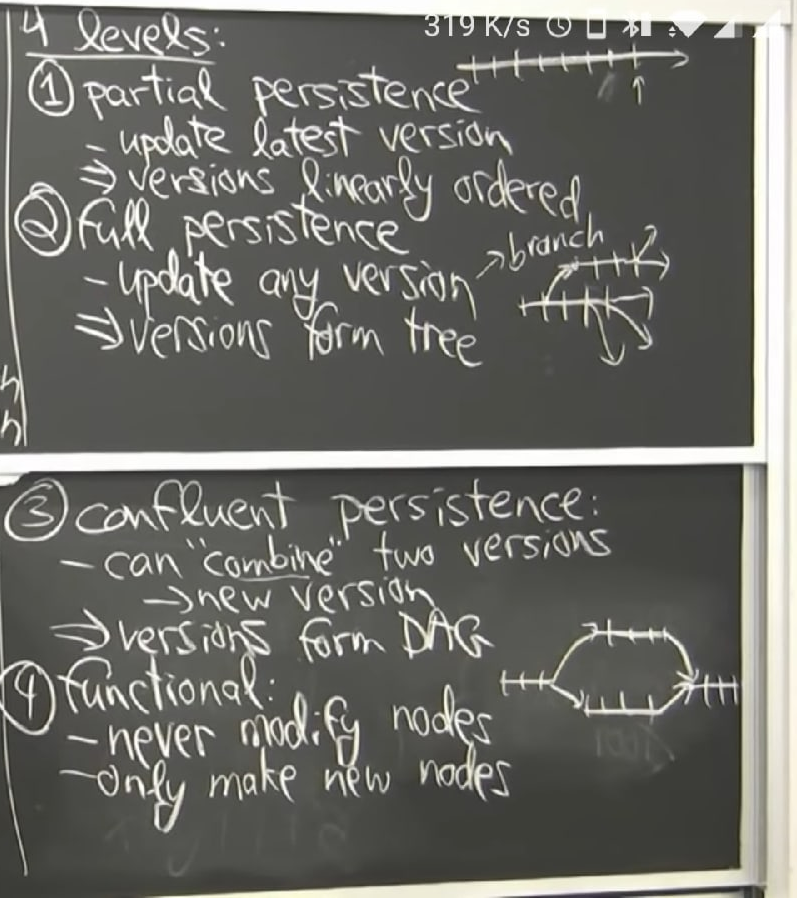 319 K/s
4 levels:
① partial persistence
- update latest version
⇒ versions linearly ordered
② full persistence
- update any version
→ branch
⇒ versions form tree
③ confluent persistence:
- can "combine" two versions
→ new version
⇒ versions form DAG
④ functional:
- never modify nodes
- only make new nodes